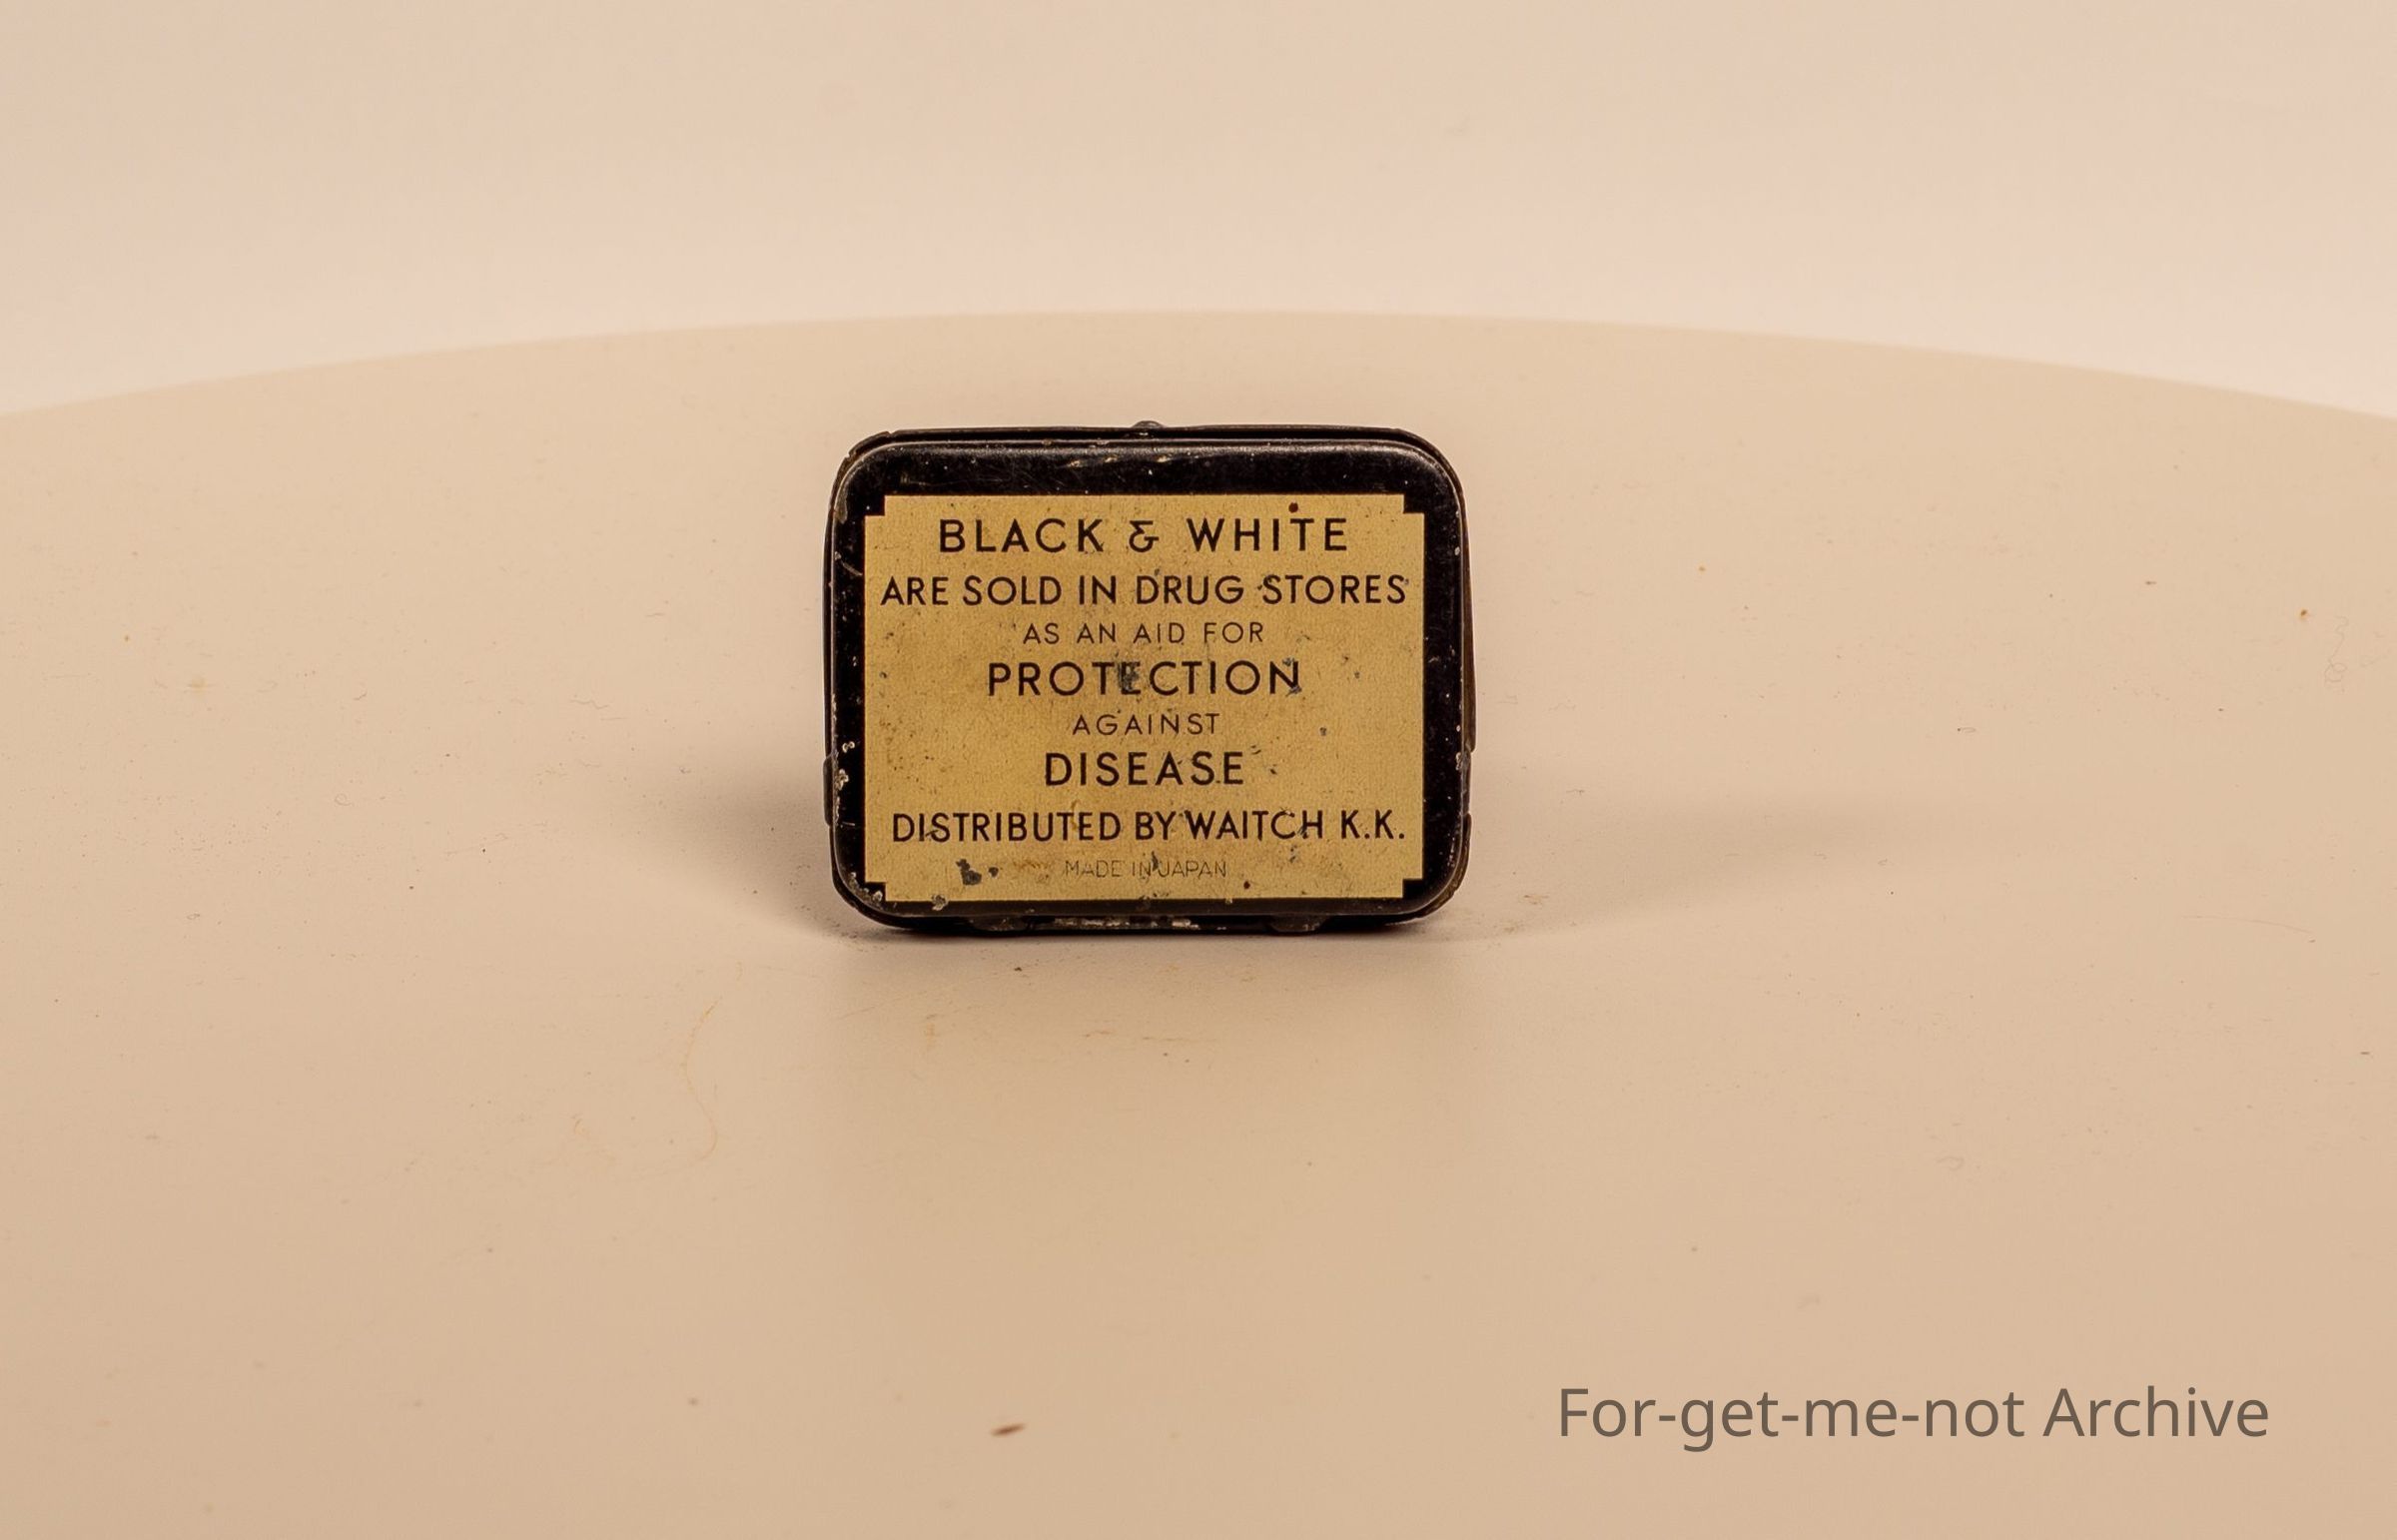 BLACK & WHITE
ARE SOLD IN DRUG STORES
AS AN AID FOR
PROTECTION
AGAINST
DISEASE
DISTRIBUTED BY WAITCH K.K.
MADE IN JAPAN
For-get-me-not Archive